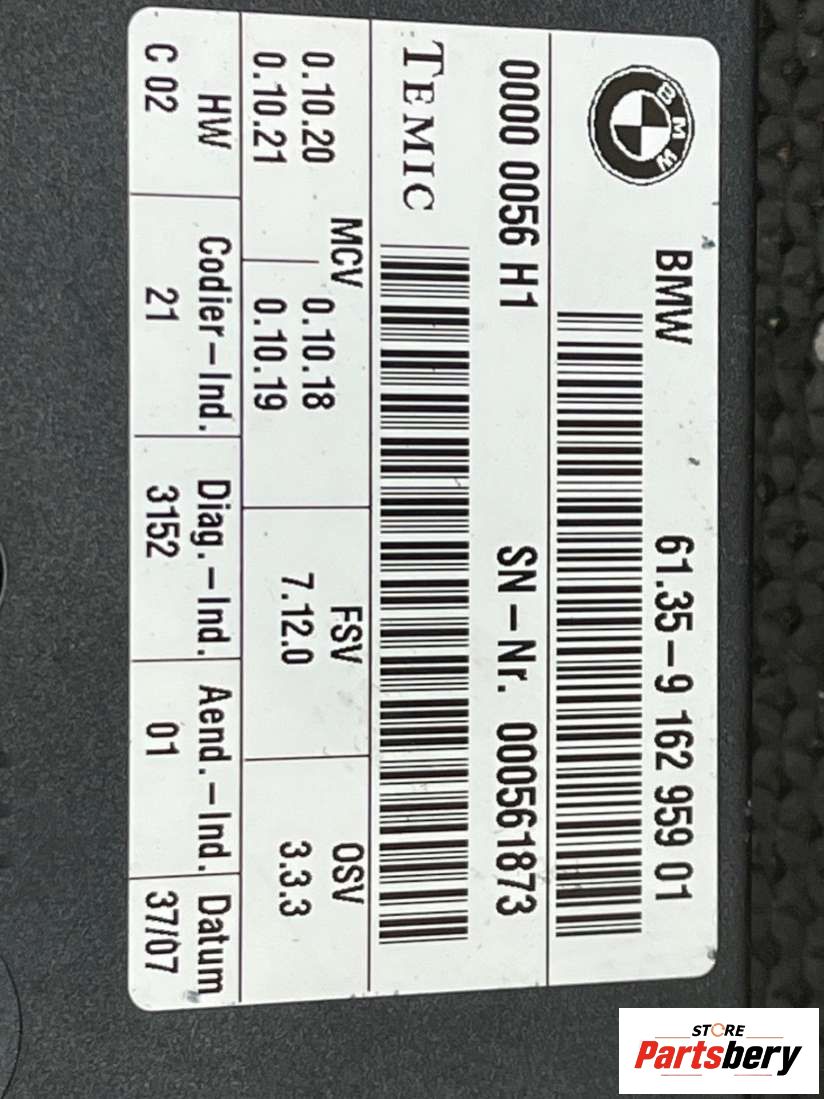 BMW
BMW 61.35-9 162 959 01
0000 0056 H1 SN-Nr. 000561873
TEMIC
MCV FSV OSV
0.10.20 0.10.18 7.12.0 3.3.3
0.10.21 0.10.19
HW Codier-Ind. Diag.-Ind. Aend.-Ind. Datum
C 02 21 3152 01 37/07
STORE
Partsbery